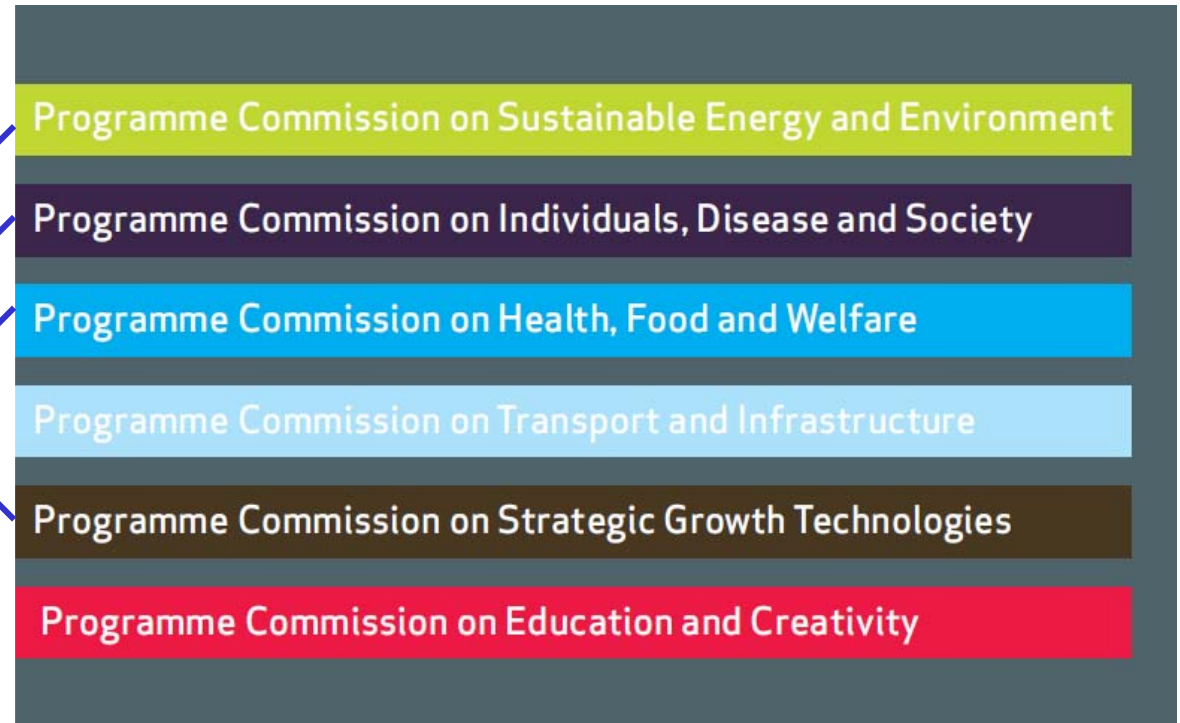 Programme Commission on Sustainable Energy and Environment
Programme Commission on Individuals, Disease and Society
Programme Commission on Health, Food and Welfare
Programme Commission on Transport and Infrastructure
Programme Commission on Strategic Growth Technologies
Programme Commission on Education and Creativity